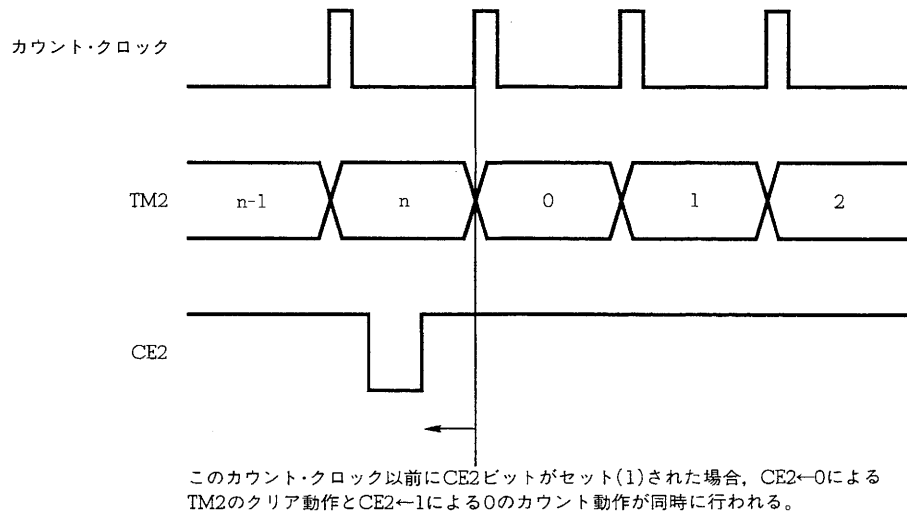 カウント・クロック
TM2
n-1
n
0
1
2
CE2
このカウント・クロック以前にCE2ビットがセット(1)された場合,CE2←0による
TM2のクリア動作とCE2←1による0のカウント動作が同時に行われる。